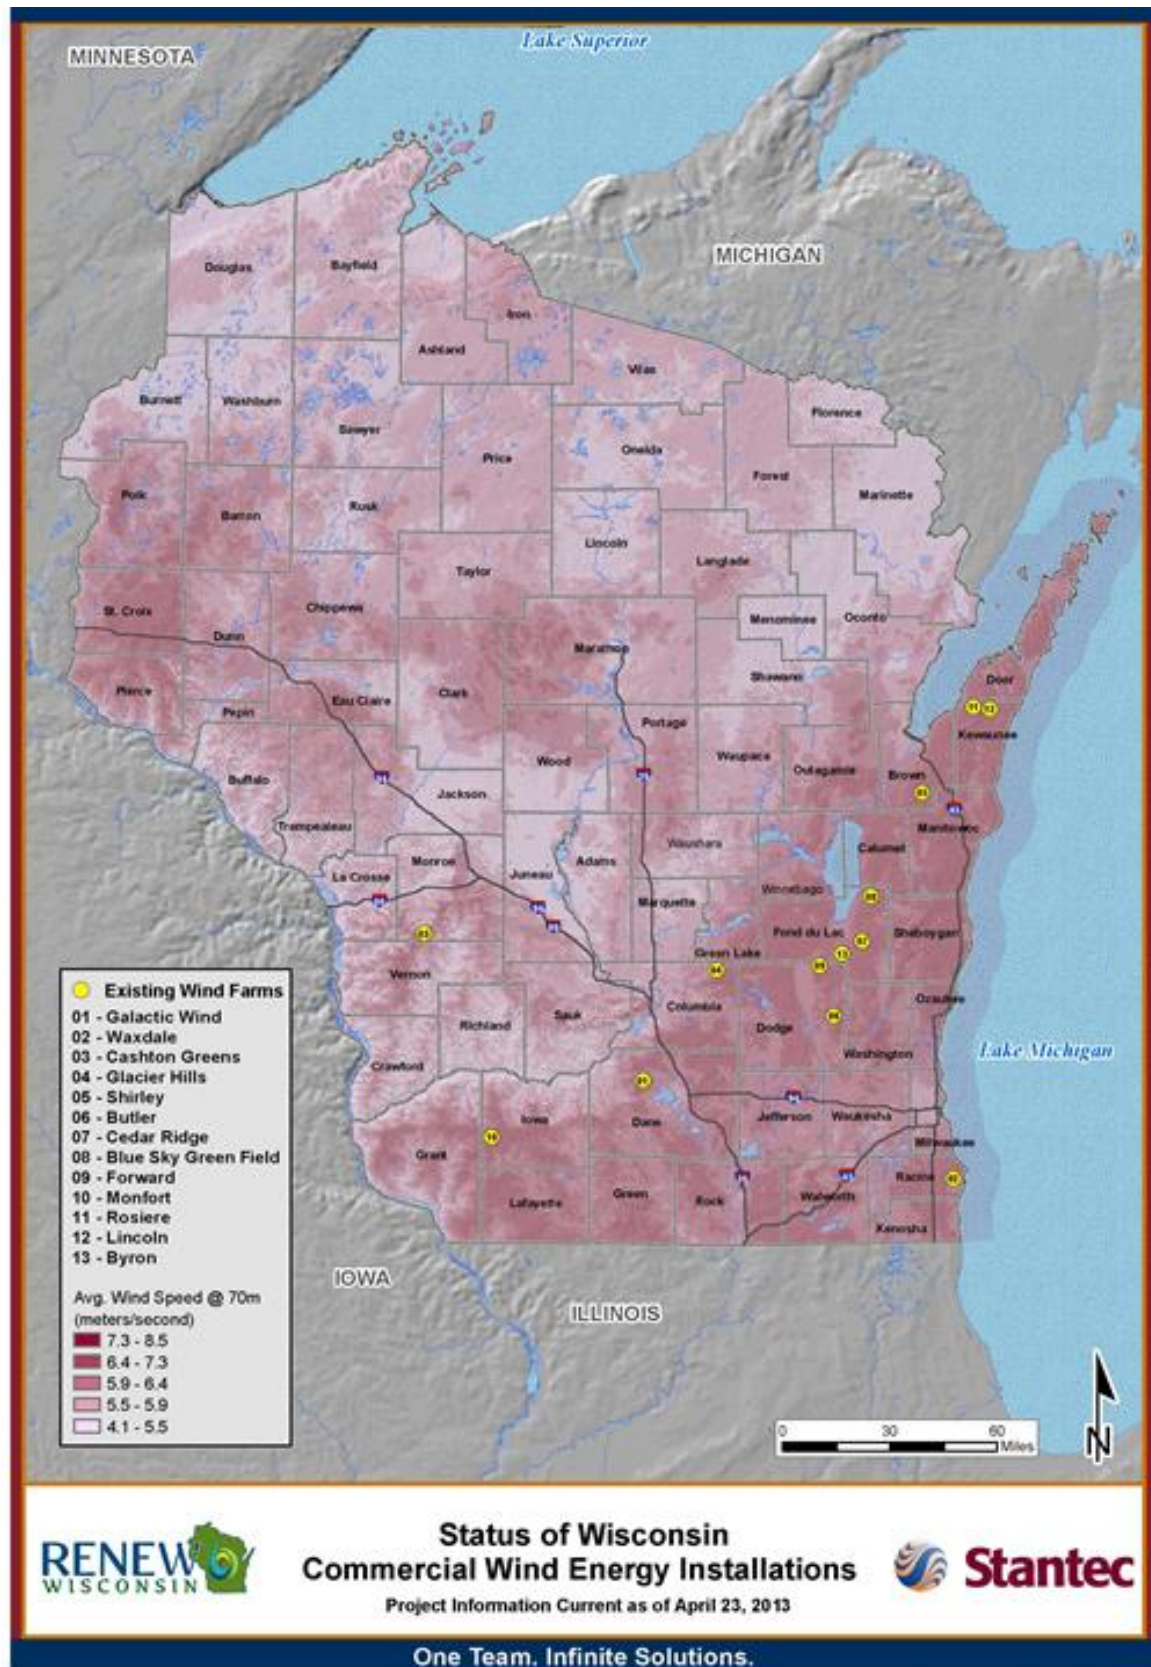 Lake Superior
MINNESOTA
MICHIGAN
Douglas
Bayfield
Iron
Ashland
Vilas
Burnett
Washburn
Florence
Sawyer
Oneida
Price
Forest
Polk
Marinette
Barron
Rusk
Lincoln
Langlade
Taylor
St. Croix
Chippewa
Menominee
Oconto
Dunn
Marathon
Shawano
Door
Pierce
Eau Claire
Clark
Pepin
Portage
Kewaunee
Waupaca
Wood
Outagamie
Brown
Buffalo
Jackson
Trempealeau
Manitowoc
Waushara
Calumet
Monroe
Adams
La Crosse
Juneau
Winnebago
Marquette
Fond du Lac
Sheboygan
Green Lake
Vernon
Columbia
Ozaukee
Richland
Sauk
Dodge
Washington
Lake Michigan
Crawford
Iowa
Dane
Jefferson
Waukesha
Milwaukee
Grant
Racine
Lafayette
Green
Rock
Walworth
Kenosha
IOWA
ILLINOIS
Existing Wind Farms
01 - Galactic Wind
02 - Waxdale
03 - Cashton Greens
04 - Glacier Hills
05 - Shirley
06 - Butler
07 - Cedar Ridge
08 - Blue Sky Green Field
09 - Forward
10 - Monfort
11 - Rosiere
12 - Lincoln
13 - Byron
Avg. Wind Speed @ 70m
(meters/second)
7.3 - 8.5
6.4 - 7.3
5.9 - 6.4
5.5 - 5.9
4.1 - 5.5
0 30 60
Miles
N
RENEW
WISCONSIN
Status of Wisconsin
Commercial Wind Energy Installations
Project Information Current as of April 23, 2013
Stantec
One Team. Infinite Solutions.